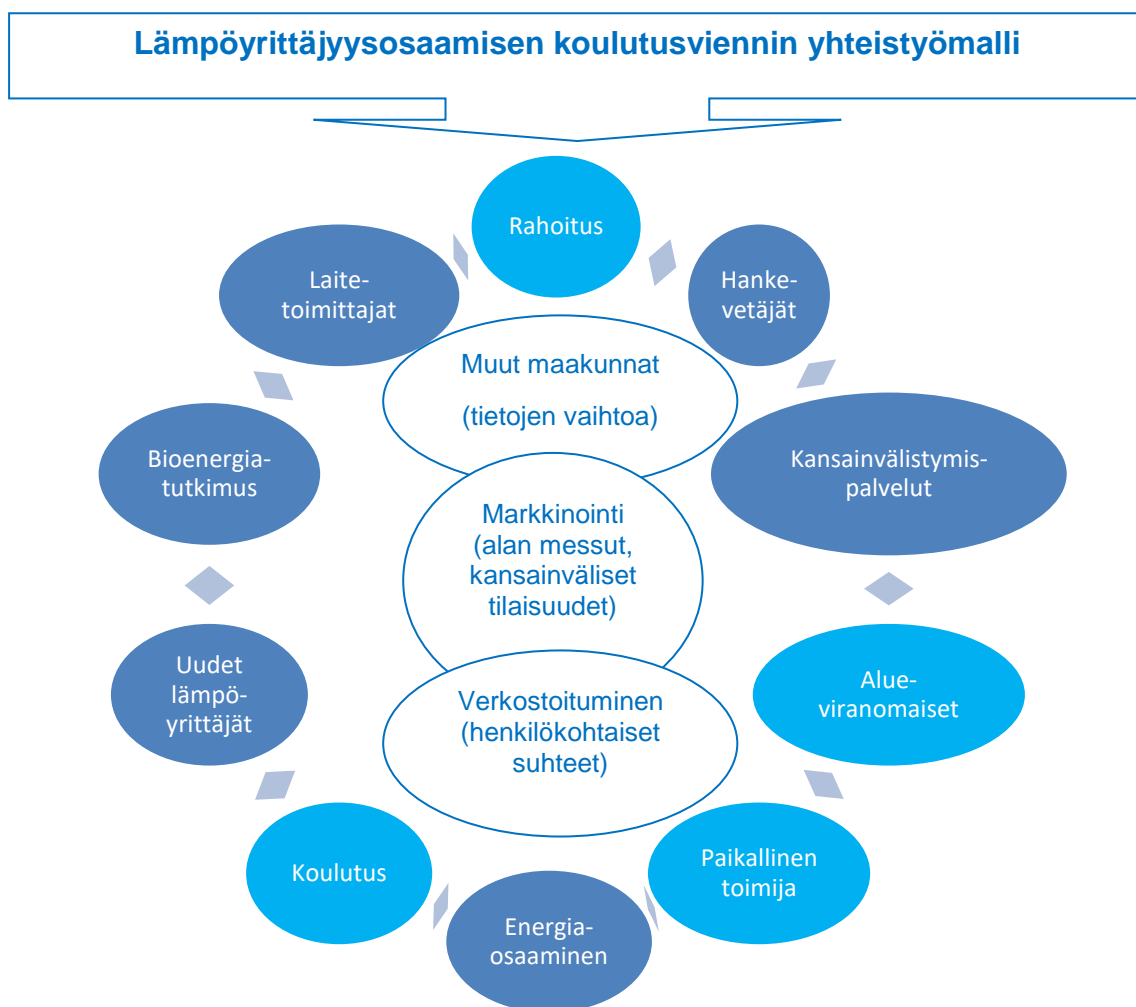 Lämpöyrittäjyysosaamisen koulutusviennin yhteistyömalli
Rahoitus
Hanke-
vetäjät
Kansainvälistymis-
palvelut
Alue-
viranomaiset
Paikallinen
toimija
Energia-
osaaminen
Koulutus
Uudet
lämpö-
yrittäjät
Bioenergia-
tutkimus
Laite-
toimittajat
Muut maakunnat
(tietojen vaihtoa)
Markkinointi
(alan messut,
kansainväliset
tilaisuudet)
Verkostoituminen
(henkilökohtaiset
suhteet)